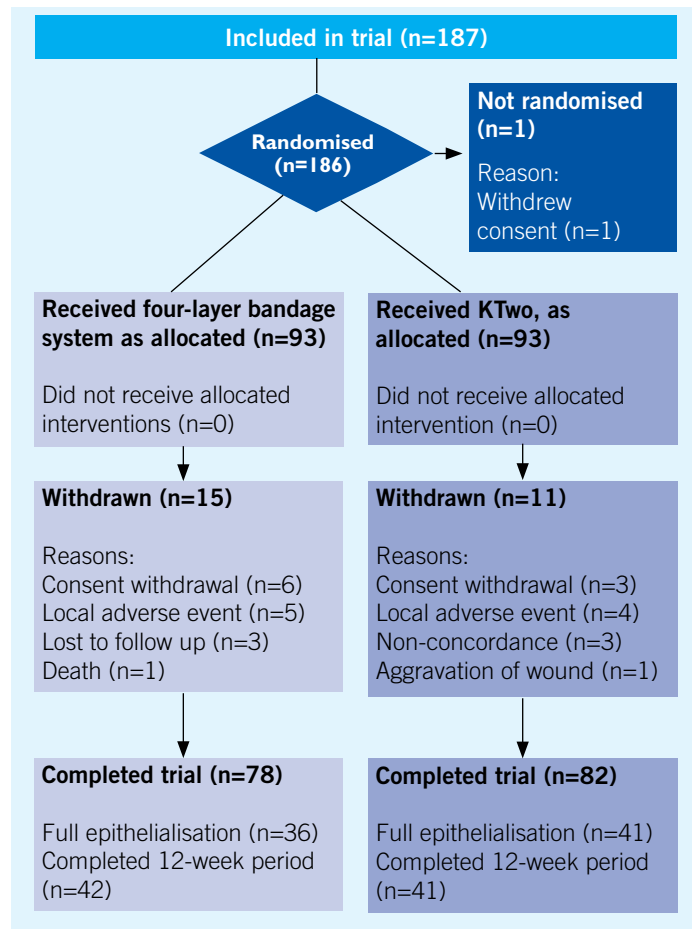 Included in trial (n=187)
Randomised
(n=186)
Not randomised
(n=1)
Reason:
Withdrew
consent (n=1)
Received four-layer bandage
system as allocated (n=93)
Did not receive allocated
interventions (n=0)
Received KTwo, as
allocated (n=93)
Did not receive allocated
intervention (n=0)
Withdrawn (n=15)
Reasons:
Consent withdrawal (n=6)
Local adverse event (n=5)
Lost to follow up (n=3)
Death (n=1)
Withdrawn (n=11)
Reasons:
Consent withdrawal (n=3)
Local adverse event (n=4)
Non-concordance (n=3)
Aggravation of wound (n=1)
Completed trial (n=78)
Full epithelialisation (n=36)
Completed 12-week period
(n=42)
Completed trial (n=82)
Full epithelialisation (n=41)
Completed 12-week period
(n=41)